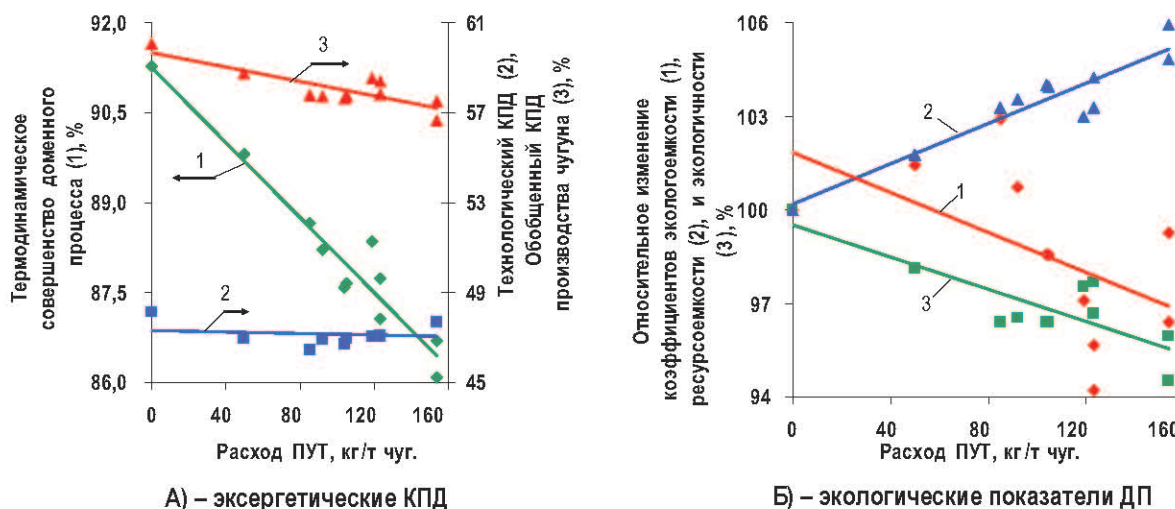 Термодинамическое
совершенство доменного
процесса (1), %
92,0
90,5
89,0
87,5
86,0
61
57
53
49
45
Технологический КПД (2),
Обобщенный КПД
производства чугуна (3), %
3
1
2
0
40
80
120
160
Расход ПУТ, кг/т чуг.
А) – эксергетические КПД
Относительное изменение
коэффициентов экологоемкости (1),
ресурсоемкости (2), и экологичности
(3), %
106
103
100
97
94
2
1
3
0
40
80
120
160
Расход ПУТ, кг/т чуг.
Б) – экологические показатели ДП